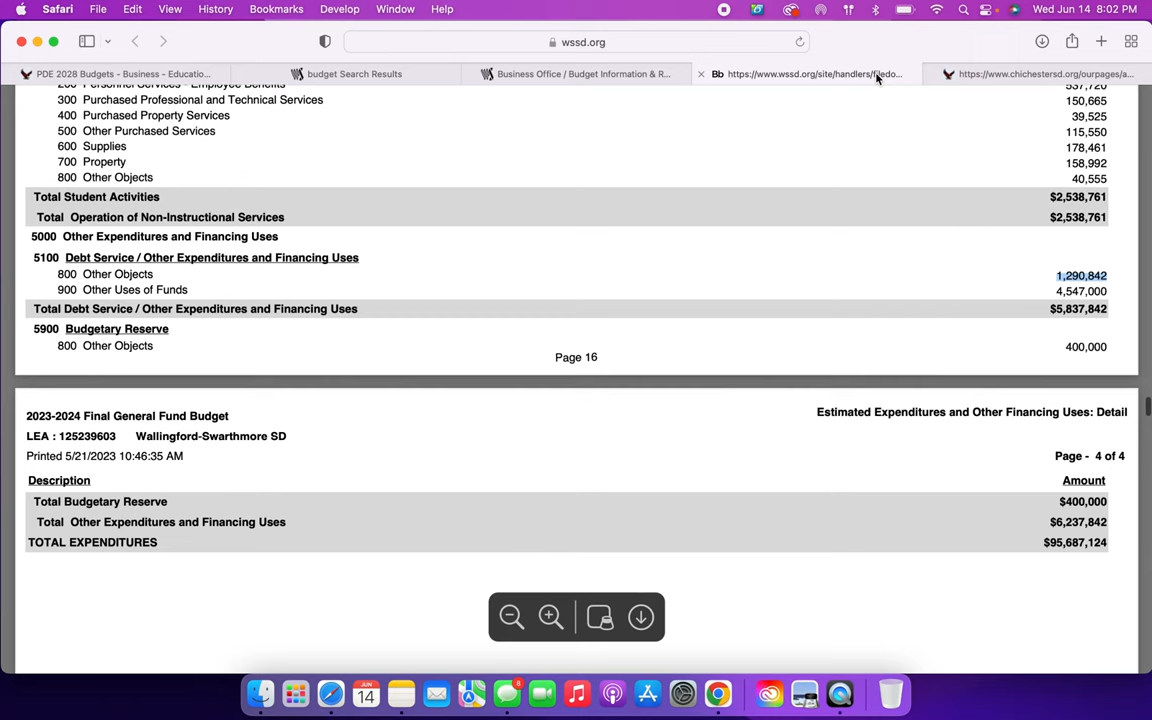 Safari File Edit View History Bookmarks Develop Window Help Wed Jun 14 8:02 PM
wssd.org
PDE 2028 Budgets - Business - Educatio... budget Search Results Business Office / Budget Information & R... Bb https://www.wssd.org/site/handlers/filedo... https://www.chichestersd.org/ourpages/a...
200 Personnel Services - Employee Benefits 537,720
300 Purchased Professional and Technical Services 150,665
400 Purchased Property Services 39,525
500 Other Purchased Services 115,550
600 Supplies 178,461
700 Property 158,992
800 Other Objects 40,555
Total Student Activities $2,538,761
Total Operation of Non-Instructional Services $2,538,761
5000 Other Expenditures and Financing Uses
5100 Debt Service / Other Expenditures and Financing Uses
800 Other Objects 1,290,842
900 Other Uses of Funds 4,547,000
Total Debt Service / Other Expenditures and Financing Uses $5,837,842
5900 Budgetary Reserve
800 Other Objects 400,000
Page 16
2023-2024 Final General Fund Budget Estimated Expenditures and Other Financing Uses: Detail
LEA : 125239603 Wallingford-Swarthmore SD
Printed 5/21/2023 10:46:35 AM Page - 4 of 4
Description Amount
Total Budgetary Reserve $400,000
Total Other Expenditures and Financing Uses $6,237,842
TOTAL EXPENDITURES $95,687,124
JUN
14
8